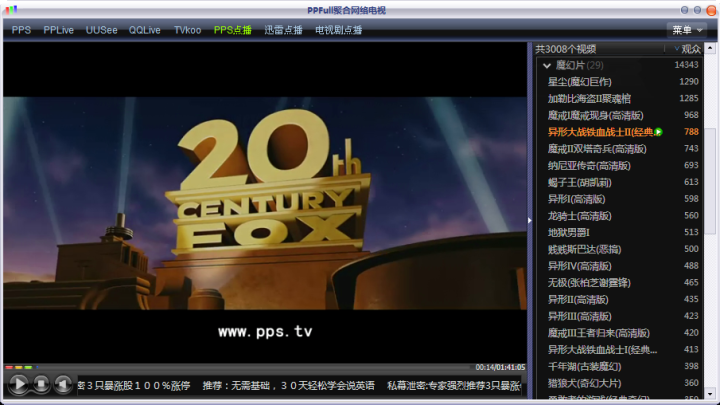 PPFull聚合网络电视
PPS PPLive UUSee QQLive TVkoo PPS点播 迅雷点播 电视剧点播 菜单
共3008个视频 观众
魔幻片(29) 14343
星尘(魔幻巨作) 1290
加勒比海盗II聚魂棺 1285
魔戒I魔戒现身(高清版) 968
异形大战铁血战士II(经典 788
魔戒II双塔奇兵(高清版) 743
纳尼亚传奇(高清版) 693
蝎子王(胡凯莉) 613
异形I(高清版) 598
龙骑士(高清版) 560
地狱男爵I 513
贱贱斯巴达(恶搞) 500
异形IV(高清版) 488
无极(张柏芝谢霆锋) 465
异形II(高清版) 435
异形III(高清版) 423
魔戒III王者归来(高清版) 420
异形大战铁血战士I(经典... 413
千年湖(古装魔幻) 398
猎狼犬(奇幻大片) 360
20th
CENTURY
FOX
www.pps.tv
00:14/01:41:05
密３只暴涨股１００％涨停 推荐：无需基础，３０天轻松学会说英语 私幕泄密:专家强烈推荐3只暴涨